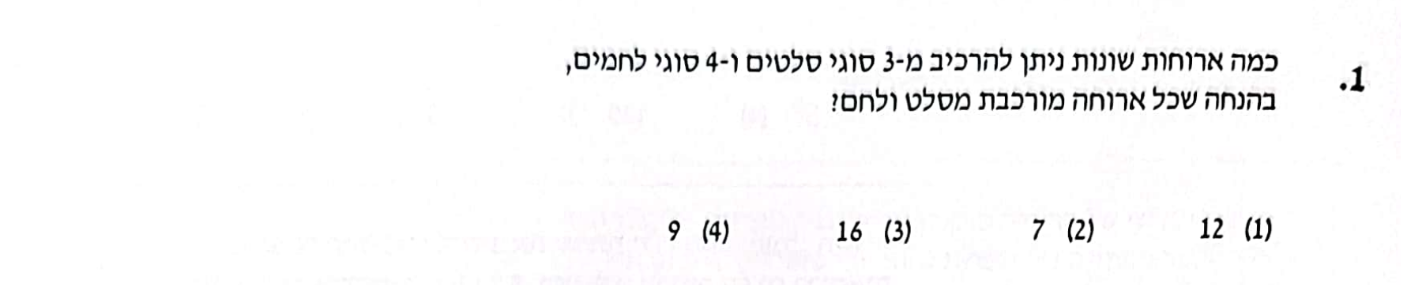 1. כמה ארוחות שונות ניתן להרכיב מ-3 סוגי סלטים ו-4 סוגי לחמים,
בהנחה שכל ארוחה מורכבת מסלט ולחם?
(1) 12 (2) 7 (3) 16 (4) 9